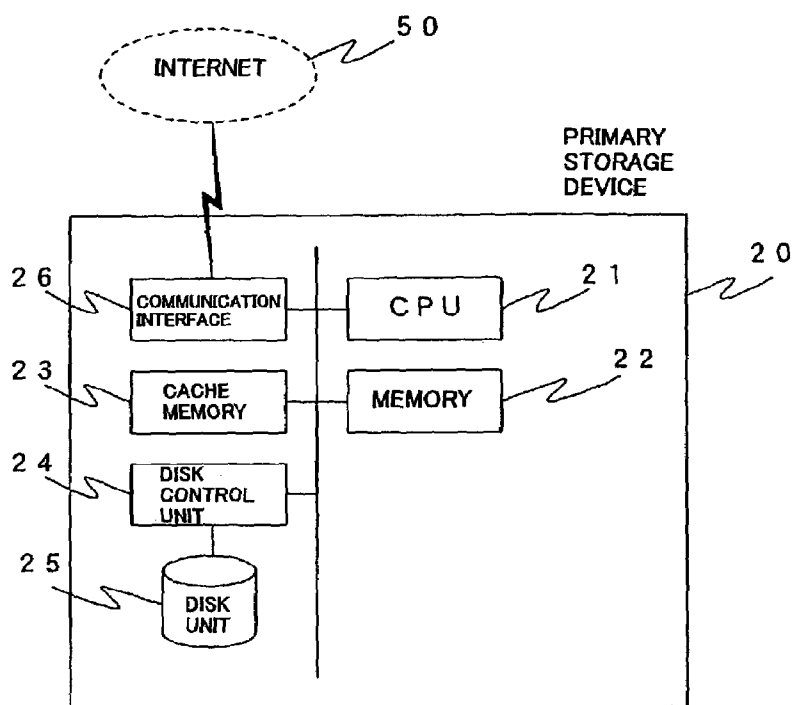 50
INTERNET
PRIMARY
STORAGE
DEVICE
20
26
COMMUNICATION
INTERFACE
CPU
21
23
CACHE
MEMORY
MEMORY
22
24
DISK
CONTROL
UNIT
25
DISK
UNIT